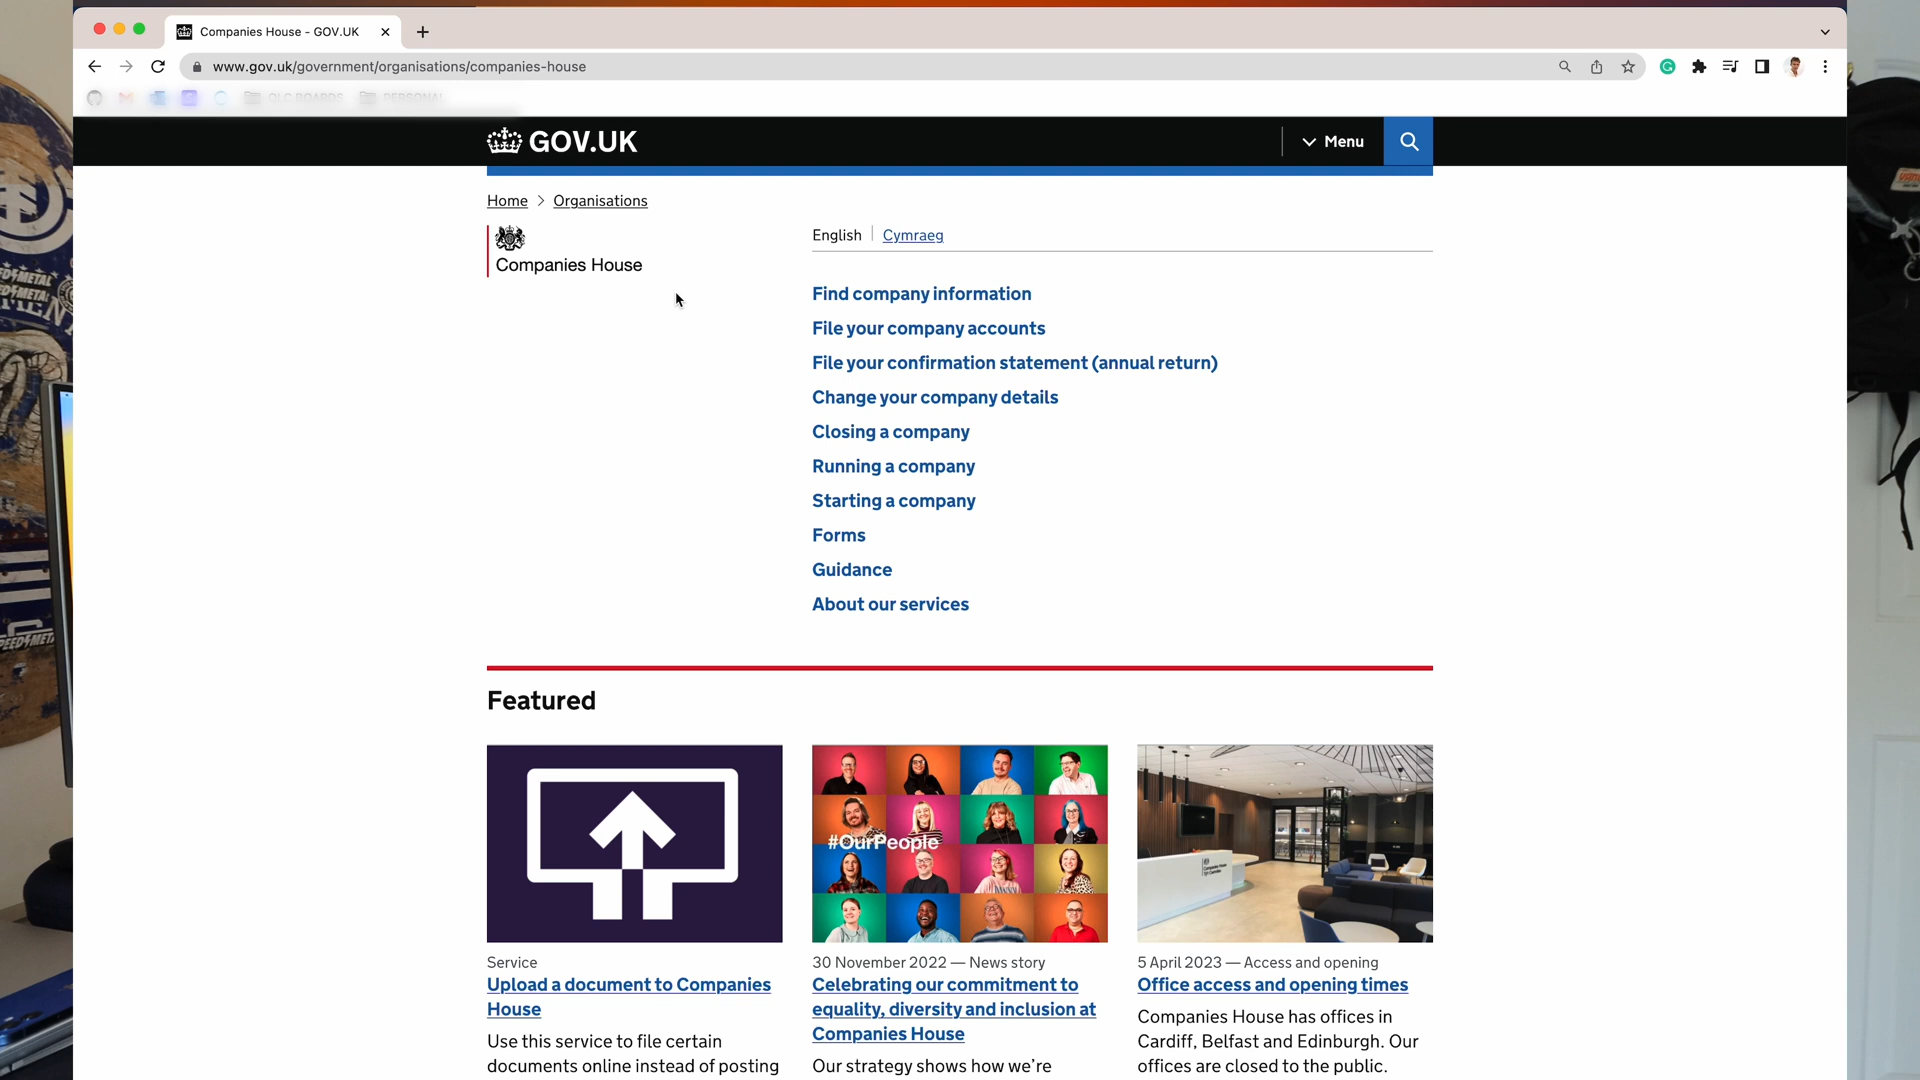 Companies House - GOV.UK
www.gov.uk/government/organisations/companies-house
QLC BOARDS
PERSONAL
GOV.UK
Menu
Home > Organisations
Companies House
English | Cymraeg
Find company information
File your company accounts
File your confirmation statement (annual return)
Change your company details
Closing a company
Running a company
Starting a company
Forms
Guidance
About our services
Featured
#OurPeople
Service
Upload a document to Companies
House
Use this service to file certain
documents online instead of posting
30 November 2022 — News story
Celebrating our commitment to
equality, diversity and inclusion at
Companies House
Our strategy shows how we're
5 April 2023 — Access and opening
Office access and opening times
Companies House has offices in
Cardiff, Belfast and Edinburgh. Our
offices are closed to the public.